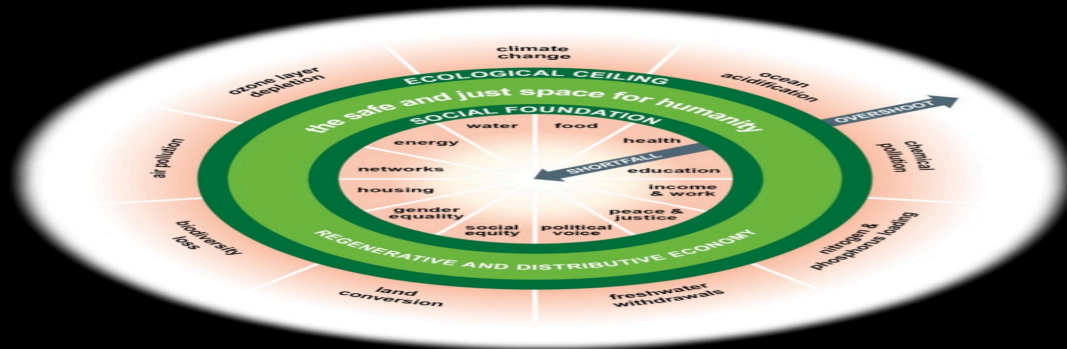 climate
change
ocean
acidification
chemical
pollution
nitrogen &
phosphorus loading
freshwater
withdrawals
land
conversion
biodiversity
loss
air pollution
ozone layer
depletion
OVERSHOOT
ECOLOGICAL CEILING
the safe and just space for humanity
SOCIAL FOUNDATION
water
food
health
SHORTFALL
education
income
& work
peace &
justice
political
voice
social
equity
gender
equality
housing
networks
energy
REGENERATIVE AND DISTRIBUTIVE ECONOMY